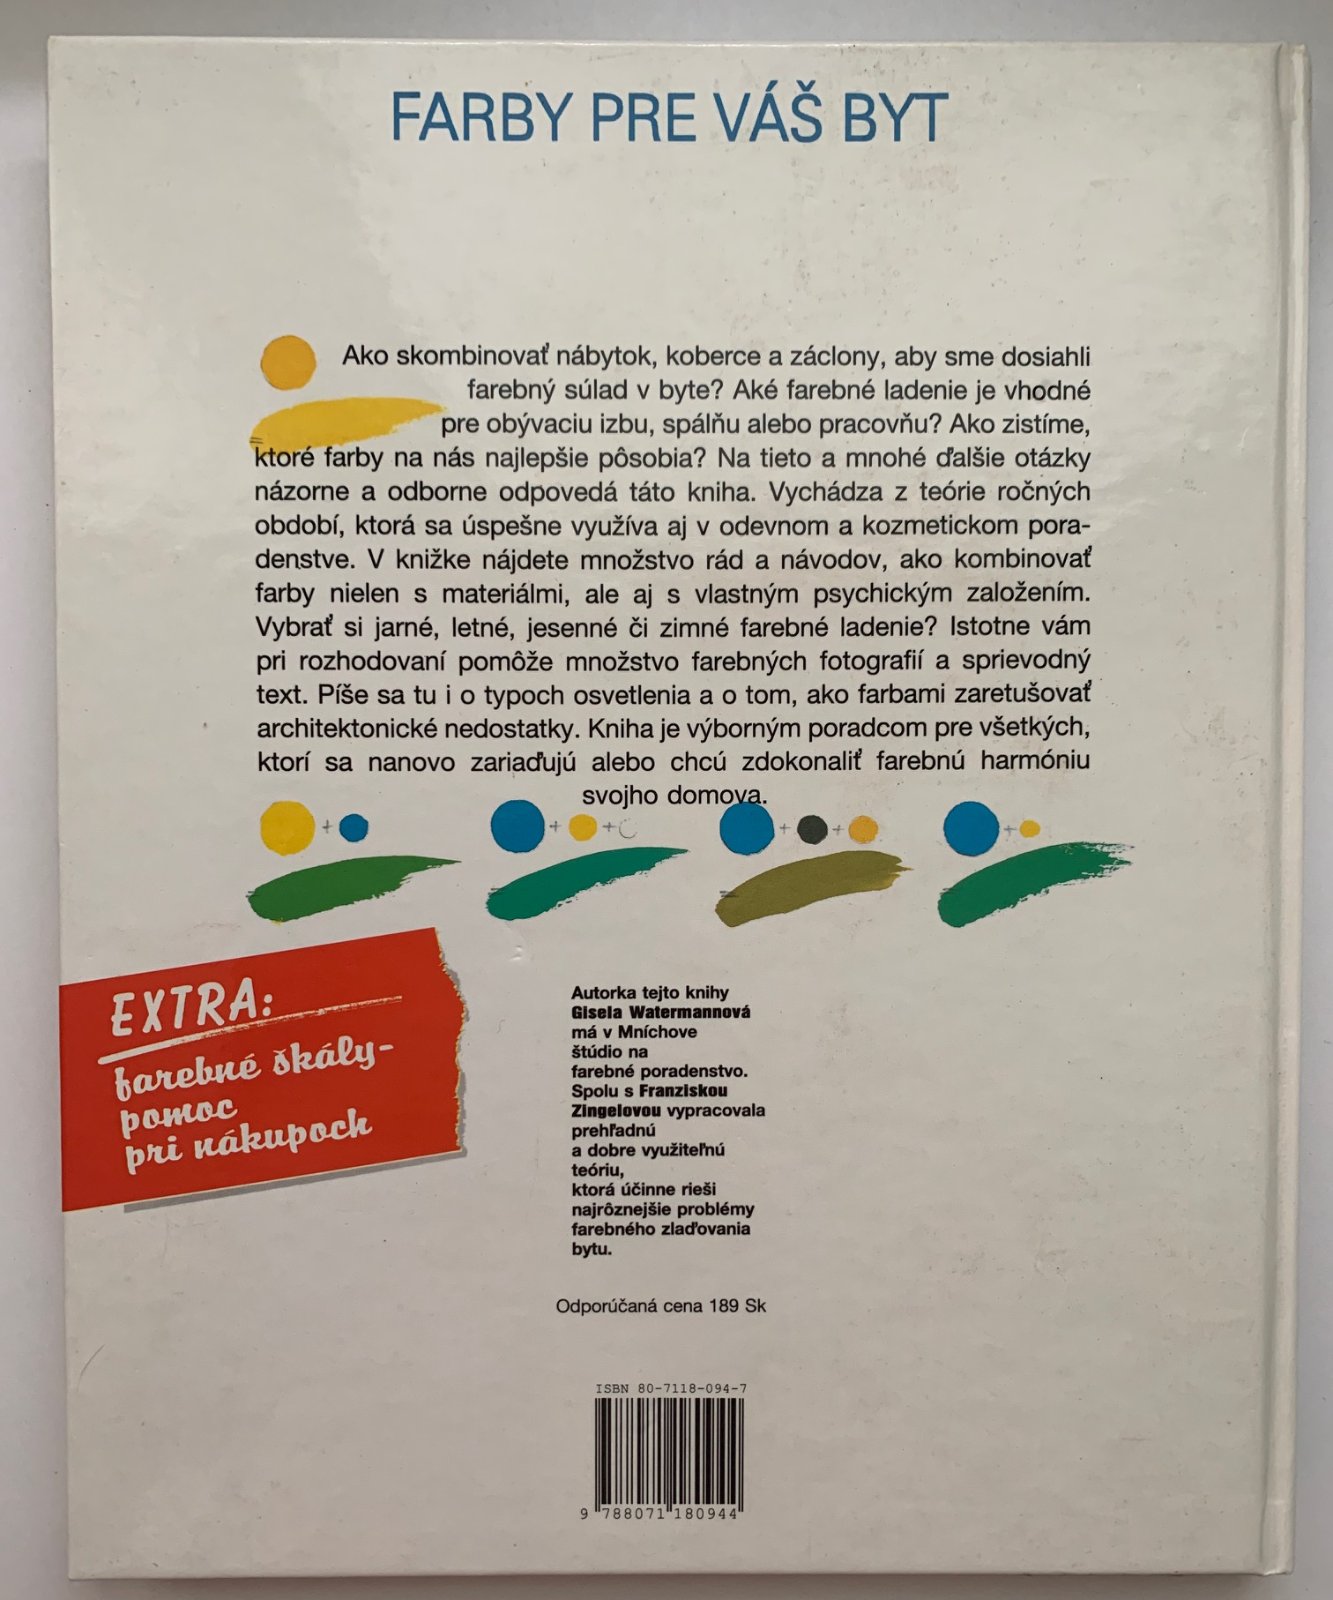 FARBY PRE VÁŠ BYT
Ako skombinovať nábytok, koberce a záclony, aby sme dosiahli
farebný súlad v byte? Aké farebné ladenie je vhodné
pre obývaciu izbu, spálňu alebo pracovňu? Ako zistíme,
ktoré farby na nás najlepšie pôsobia? Na tieto a mnohé ďalšie otázky
názorne a odborne odpovedá táto kniha. Vychádza z teórie ročných
období, ktorá sa úspešne využíva aj v odevnom a kozmetickom pora-
denstve. V knižke nájdete množstvo rád a návodov, ako kombinovať
farby nielen s materiálmi, ale aj s vlastným psychickým založením.
Vybrať si jarné, letné, jesenné či zimné farebné ladenie? Istotne vám
pri rozhodovaní pomôže množstvo farebných fotografií a sprievodný
text. Píše sa tu i o typoch osvetlenia a o tom, ako farbami zaretušovať
architektonické nedostatky. Kniha je výborným poradcom pre všetkých,
ktorí sa nanovo zariaďujú alebo chcú zdokonaliť farebnú harmóniu
svojho domova.
EXTRA:
farebné škály-
pomoc
pri nákupoch
Autorka tejto knihy
Gisela Watermannová
má v Mníchove
štúdio na
farebné poradenstvo.
Spolu s Franziskou
Zingelovou vypracovala
prehľadnú
a dobre využiteľnú
teóriu,
ktorá účinne rieši
najrôznejšie problémy
farebného zlaďovania
bytu.
Odporúčaná cena 189 Sk
ISBN 80-7118-094-7
9 788071 180944